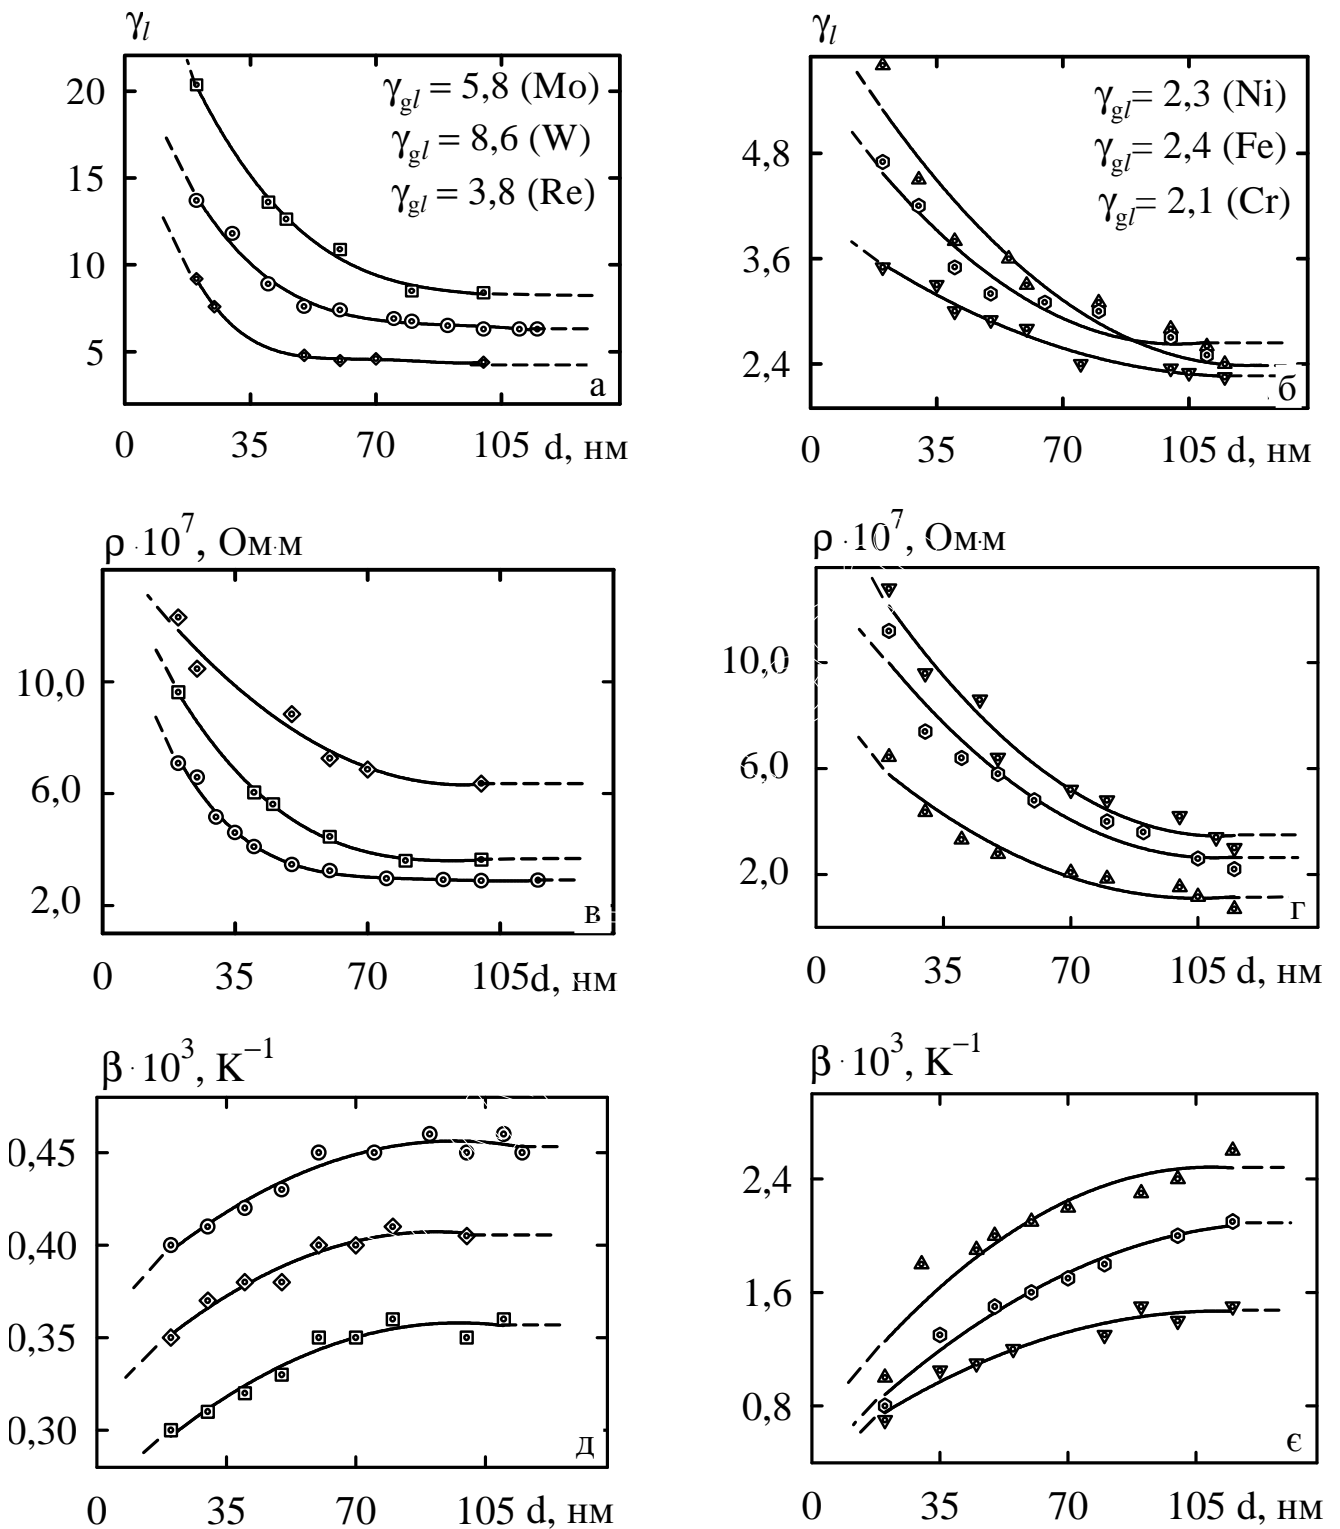 γl
20
15
10
5
γgl = 5,8 (Mo)
γgl = 8,6 (W)
γgl = 3,8 (Re)
а
0 35 70 105 d, нм
γl
4,8
3,6
2,4
γgl= 2,3 (Ni)
γgl= 2,4 (Fe)
γgl= 2,1 (Cr)
б
0 35 70 105 d, нм
ρ ·10⁷, Ом·м
10,0
6,0
2,0
в
0 35 70 105 d, нм
ρ ·10⁷, Ом·м
10,0
6,0
2,0
г
0 35 70 105 d, нм
β·10³, К⁻¹
0,45
0,40
0,35
0,30
д
0 35 70 105 d, нм
β·10³, К⁻¹
2,4
1,6
0,8
є
0 35 70 105 d, нм